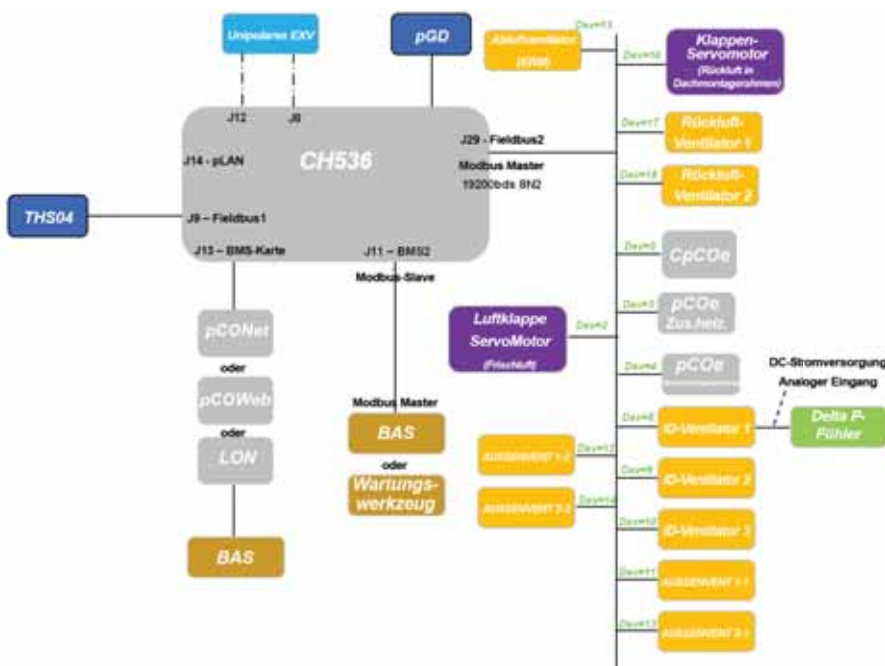 Unipolares EXV
pGD
Dev=15
Abluftventilator
(ERM)
Dev=16
Klappen-
Servomotor
(Rückluft in
Dachmontagerahmen)
J12
CH536
J14 - pLAN
J29 - Fieldbus2
Modbus Master
19200bds 8N2
Dev=17
Rückluft-
Ventilator 1
Dev=18
Rückluft-
Ventilator 2
THS04
J9 – Fieldbus1
J13 – BMS-Karte
J11 – BMS2
Modbus-Slave
CpCOe
Luftklappe
ServoMotor
(Frischluft)
Dev=2
Dev=3
pCOe
Zus.heiz.
pCONet
oder
pCOWeb
oder
LON
BAS
Modbus Master
BAS
oder
Wartungs-
werkzeug
Dev=4
pCOe
DC-Stromversorgung
Analoger Eingang
Dev=8
ID-Ventilator 1
Delta P-
Fühler
AUSSENVENT 1-2
Dev=12
Dev=9
ID-Ventilator 2
AUSSENVENT 2-2
Dev=14
Dev=10
ID-Ventilator 3
Dev=11
AUSSENVENT 1-1
Dev=13
AUSSENVENT 2-1